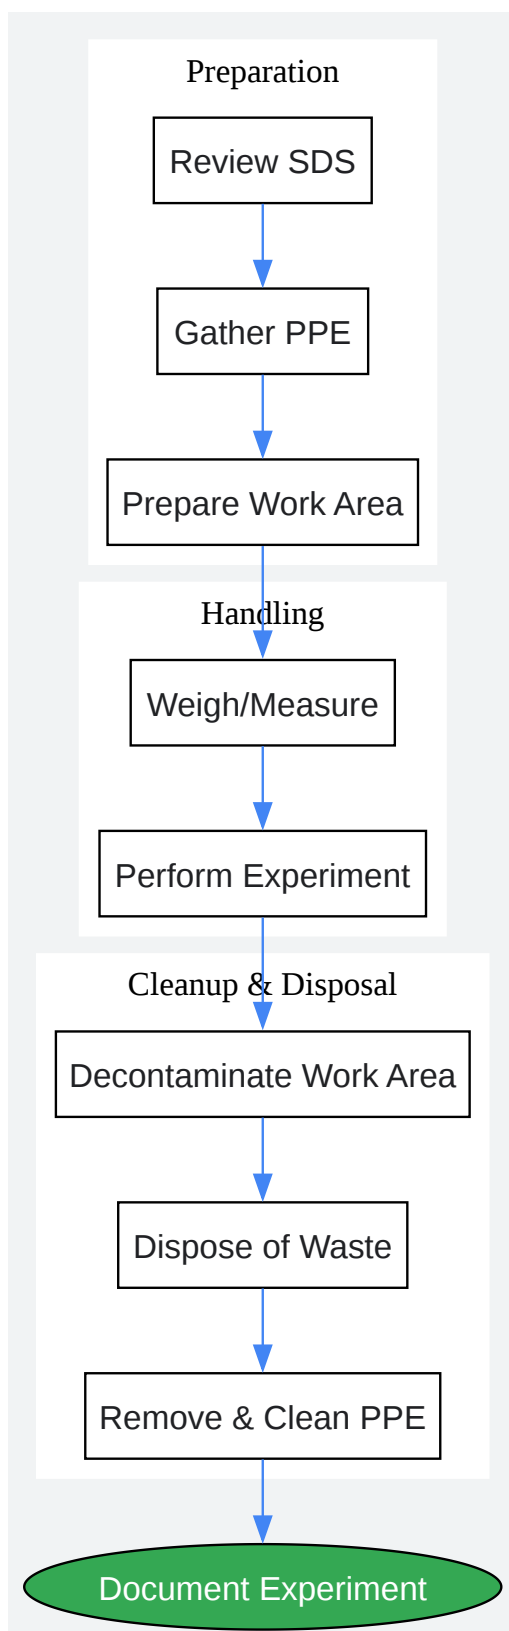 Preparation
Review SDS
Gather PPE
Prepare Work Area
Handling
Weigh/Measure
Perform Experiment
Cleanup & Disposal
Decontaminate Work Area
Dispose of Waste
Remove & Clean PPE
Document Experiment